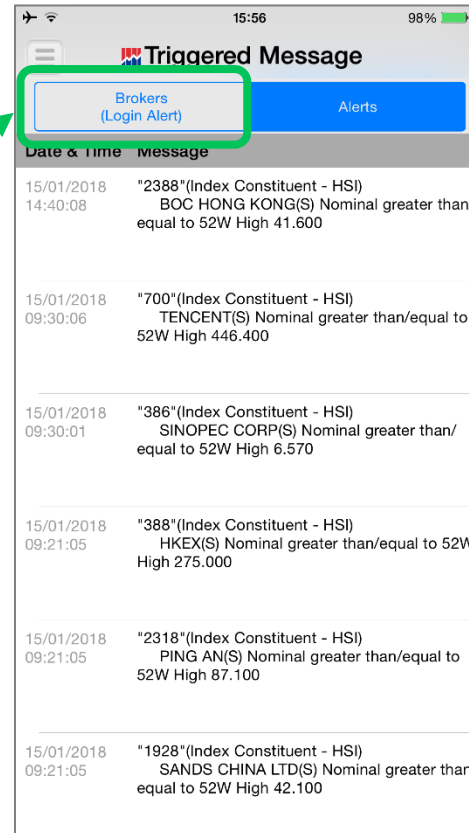 15:56
98%
Triggered Message
Brokers
(Login Alert)
Alerts
Date & Time Message
15/01/2018 "2388"(Index Constituent - HSI)
14:40:08 BOC HONG KONG(S) Nominal greater than
equal to 52W High 41.600
15/01/2018 "700"(Index Constituent - HSI)
09:30:06 TENCENT(S) Nominal greater than/equal to
52W High 446.400
15/01/2018 "386"(Index Constituent - HSI)
09:30:01 SINOPEC CORP(S) Nominal greater than/
equal to 52W High 6.570
15/01/2018 "388"(Index Constituent - HSI)
09:21:05 HKEX(S) Nominal greater than/equal to 52W
High 275.000
15/01/2018 "2318"(Index Constituent - HSI)
09:21:05 PING AN(S) Nominal greater than/equal to
52W High 87.100
15/01/2018 "1928"(Index Constituent - HSI)
09:21:05 SANDS CHINA LTD(S) Nominal greater than
equal to 52W High 42.100